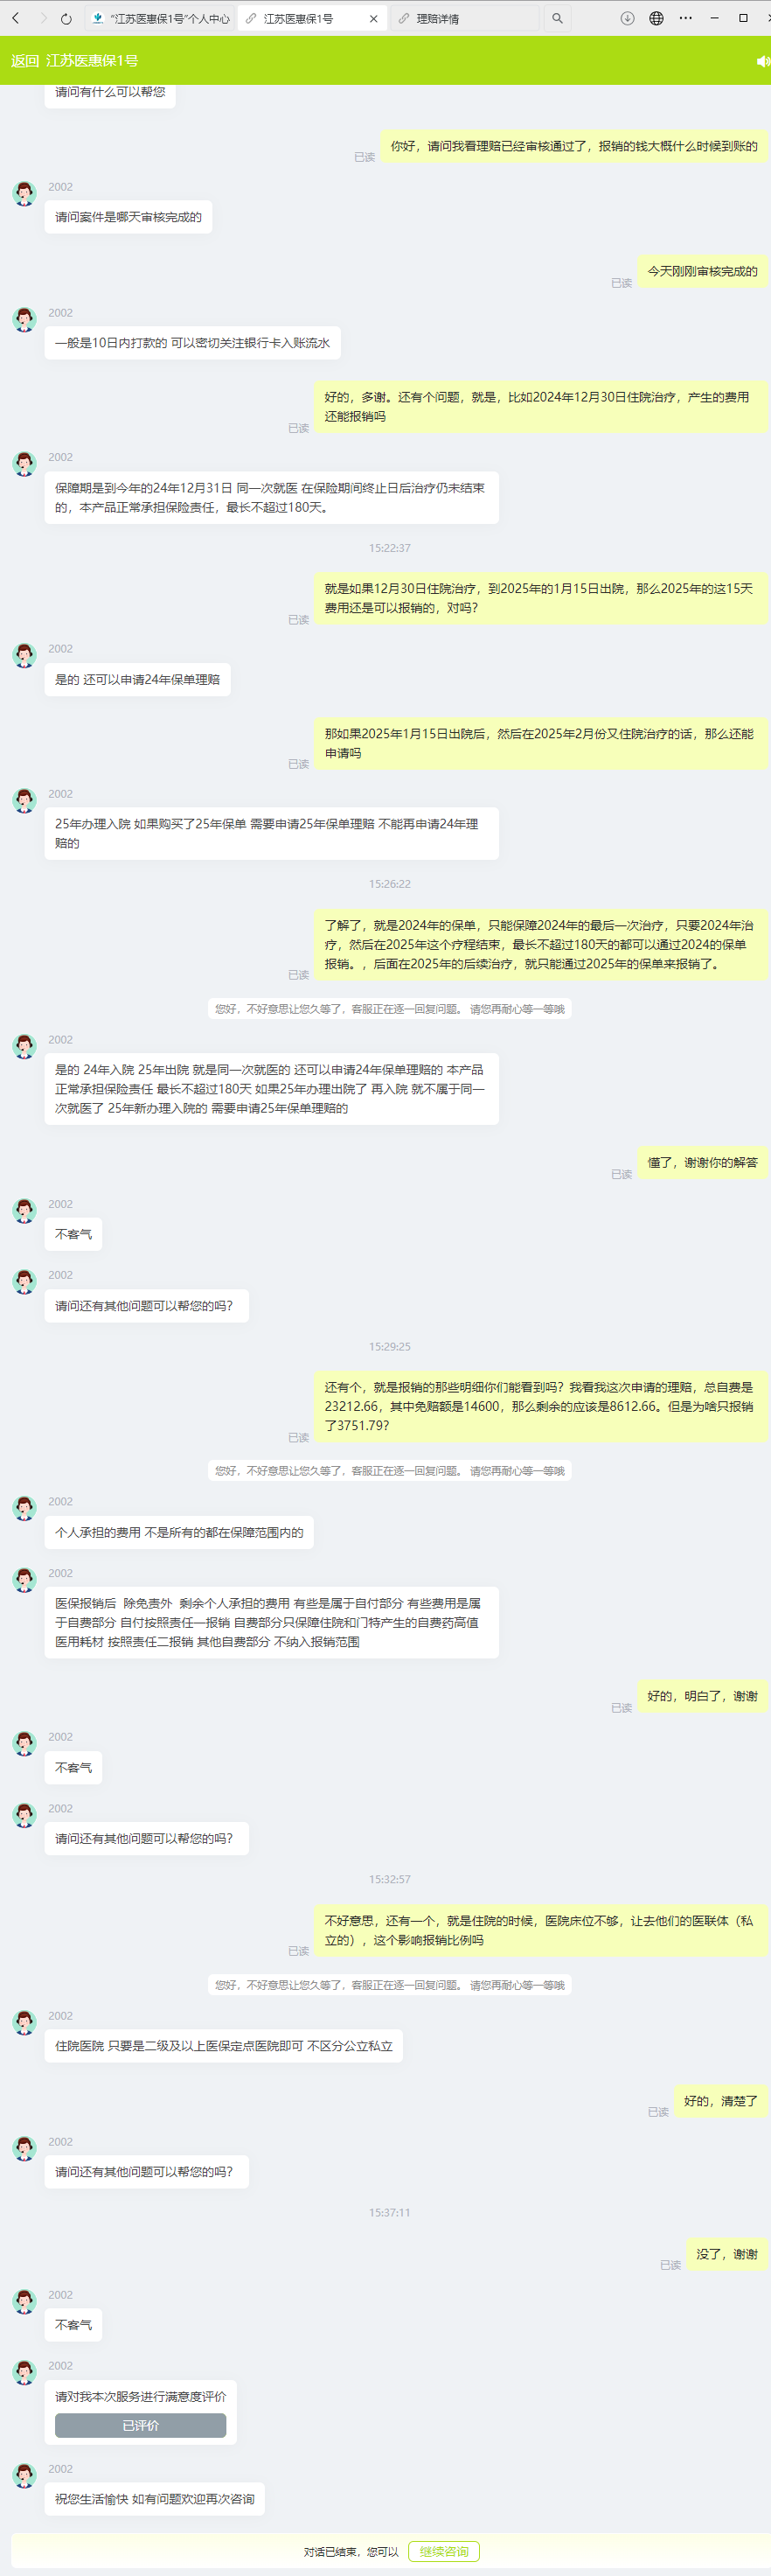 "江苏医惠保1号"个人中心
江苏医惠保1号
理赔详情
返回 江苏医惠保1号
请问有什么可以帮您
你好，请问我看理赔已经审核通过了，报销的钱大概什么时候到账的
已读
2002
请问案件是哪天审核完成的
今天刚刚审核完成的
已读
2002
一般是10日内打款的 可以密切关注银行卡入账流水
好的，多谢。还有个问题，就是，比如2024年12月30日住院治疗，产生的费用
还能报销吗
已读
2002
保障期是到今年的24年12月31日 同一次就医 在保险期间终止日后治疗仍未结束
的，本产品正常承担保险责任，最长不超过180天。
15:22:37
就是如果12月30日住院治疗，到2025年的1月15日出院，那么2025年的这15天
费用还是可以报销的，对吗？
已读
2002
是的 还可以申请24年保单理赔
那如果2025年1月15日出院后，然后在2025年2月份又住院治疗的话，那么还能
申请吗
已读
2002
25年办理入院 如果购买了25年保单 需要申请25年保单理赔 不能再申请24年理
赔的
15:26:22
了解了，就是2024年的保单，只能保障2024年的最后一次治疗，只要2024年治
疗，然后在2025年这个疗程结束，最长不超过180天的都可以通过2024的保单
报销。，后面在2025年的后续治疗，就只能通过2025年的保单来报销了。
已读
您好，不好意思让您久等了，客服正在逐一回复问题。 请您再耐心等一等哦
2002
是的 24年入院 25年出院 就是同一次就医的 还可以申请24年保单理赔的 本产品
正常承担保险责任 最长不超过180天 如果25年办理出院了 再入院 就不属于同一
次就医了 25年新办理入院的 需要申请25年保单理赔的
懂了，谢谢你的解答
已读
2002
不客气
2002
请问还有其他问题可以帮您的吗？
15:29:25
还有个，就是报销的那些明细你们能看到吗？我看我这次申请的理赔，总自费是
23212.66，其中免赔额是14600，那么剩余的应该是8612.66。但是为啥只报销
了3751.79？
已读
您好，不好意思让您久等了，客服正在逐一回复问题。 请您再耐心等一等哦
2002
个人承担的费用 不是所有的都在保障范围内的
2002
医保报销后  除免责外  剩余个人承担的费用 有些是属于自付部分 有些费用是属
于自费部分 自付按照责任一报销 自费部分只保障住院和门特产生的自费药高值
医用耗材 按照责任二报销 其他自费部分 不纳入报销范围
好的，明白了，谢谢
已读
2002
不客气
2002
请问还有其他问题可以帮您的吗？
15:32:57
不好意思，还有一个，就是住院的时候，医院床位不够，让去他们的医联体（私
立的），这个影响报销比例吗
已读
您好，不好意思让您久等了，客服正在逐一回复问题。 请您再耐心等一等哦
2002
住院医院 只要是二级及以上医保定点医院即可 不区分公立私立
好的，清楚了
已读
2002
请问还有其他问题可以帮您的吗？
15:37:11
没了，谢谢
已读
2002
不客气
2002
请对我本次服务进行满意度评价
已评价
2002
祝您生活愉快 如有问题欢迎再次咨询
对话已结束，您可以 继续咨询